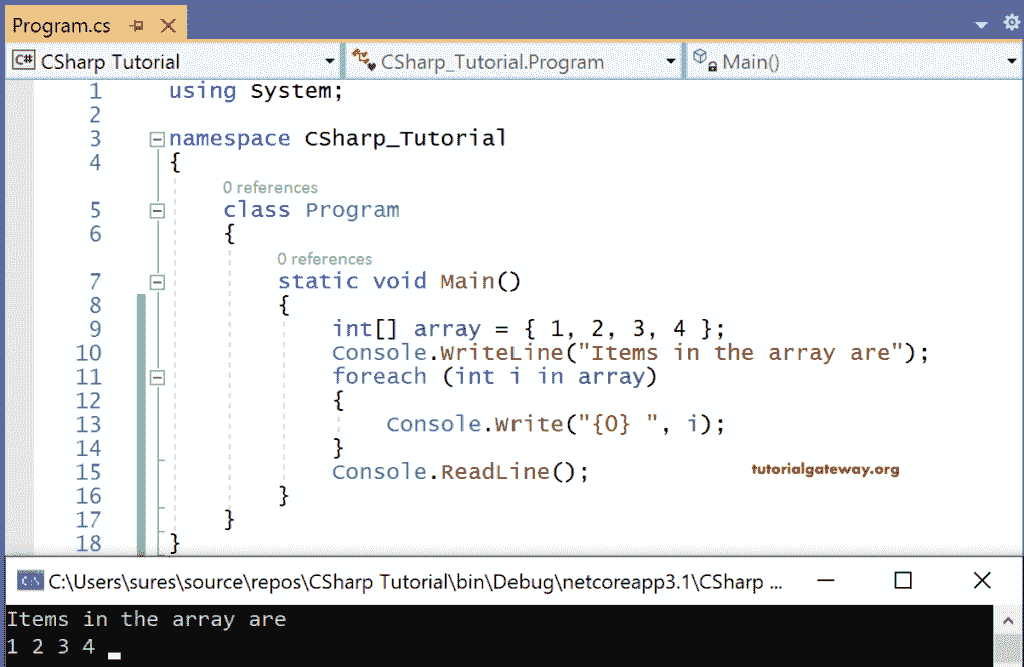 Program.cs
C# CSharp Tutorial CSharp_Tutorial.Program Main()
1 using System;
2
3 namespace CSharp_Tutorial
4 {
0 references
5 class Program
6 {
0 references
7 static void Main()
8 {
9 int[] array = { 1, 2, 3, 4 };
10 Console.WriteLine("Items in the array are");
11 foreach (int i in array)
12 {
13 Console.Write("{0} ", i);
14 }
15 Console.ReadLine();
tutorialgateway.org
16 }
17 }
18 }
C:\Users\sures\source\repos\CSharp Tutorial\bin\Debug\netcoreapp3.1\CSharp ...
Items in the array are
1 2 3 4